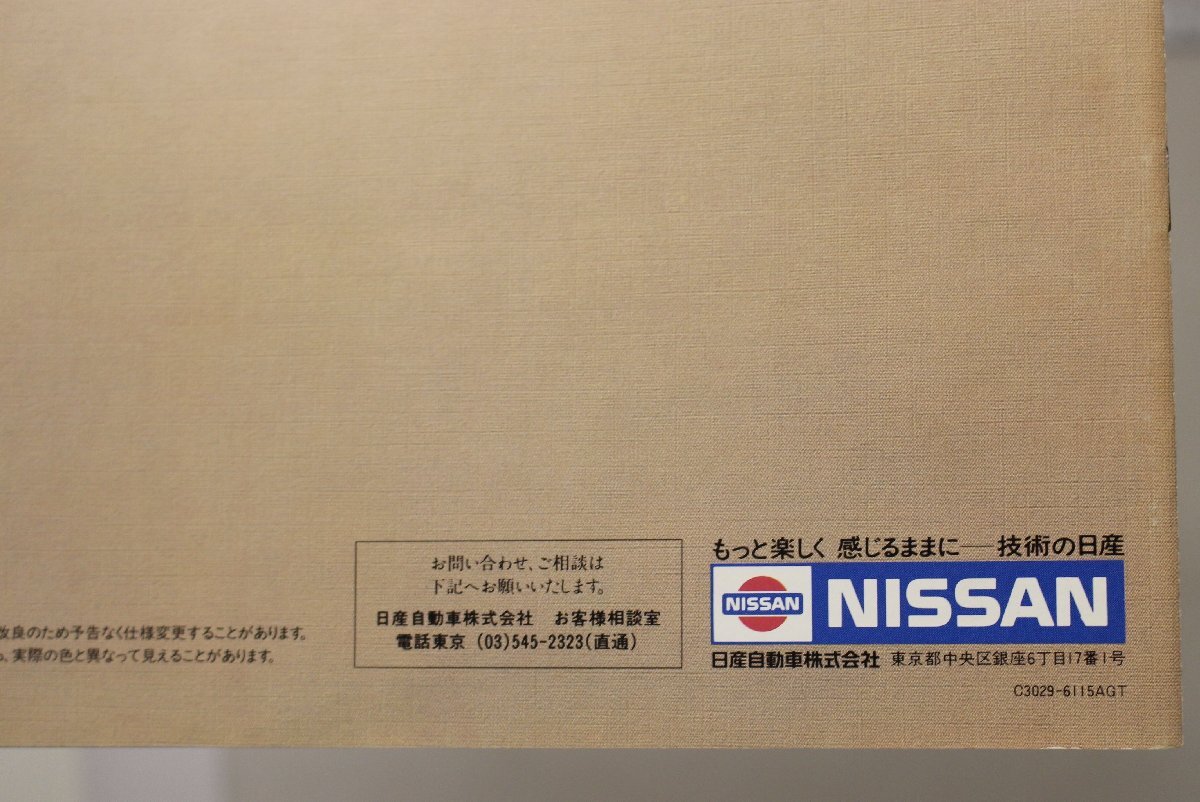 改良のため予告なく仕様変更することがあります。
、実際の色と異なって見えることがあります。
お問い合わせ、ご相談は
下記へお願いいたします。
日産自動車株式会社 お客様相談室
電話東京 (03)545-2323(直通)
もっと楽しく 感じるままに——技術の日産
NISSAN NISSAN
日産自動車株式会社 東京都中央区銀座6丁目17番1号
C3029-6115AGT